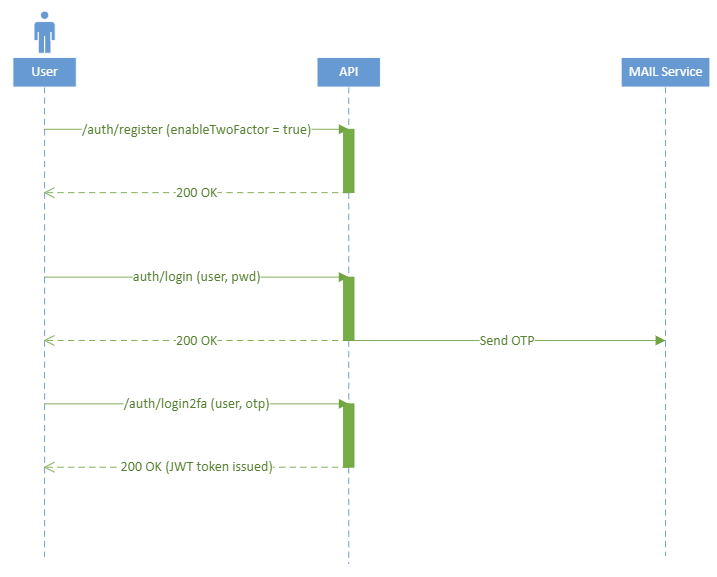 User
API
MAIL Service
/auth/register (enableTwoFactor = true)
200 OK
auth/login (user, pwd)
200 OK
Send OTP
/auth/login2fa (user, otp)
200 OK (JWT token issued)